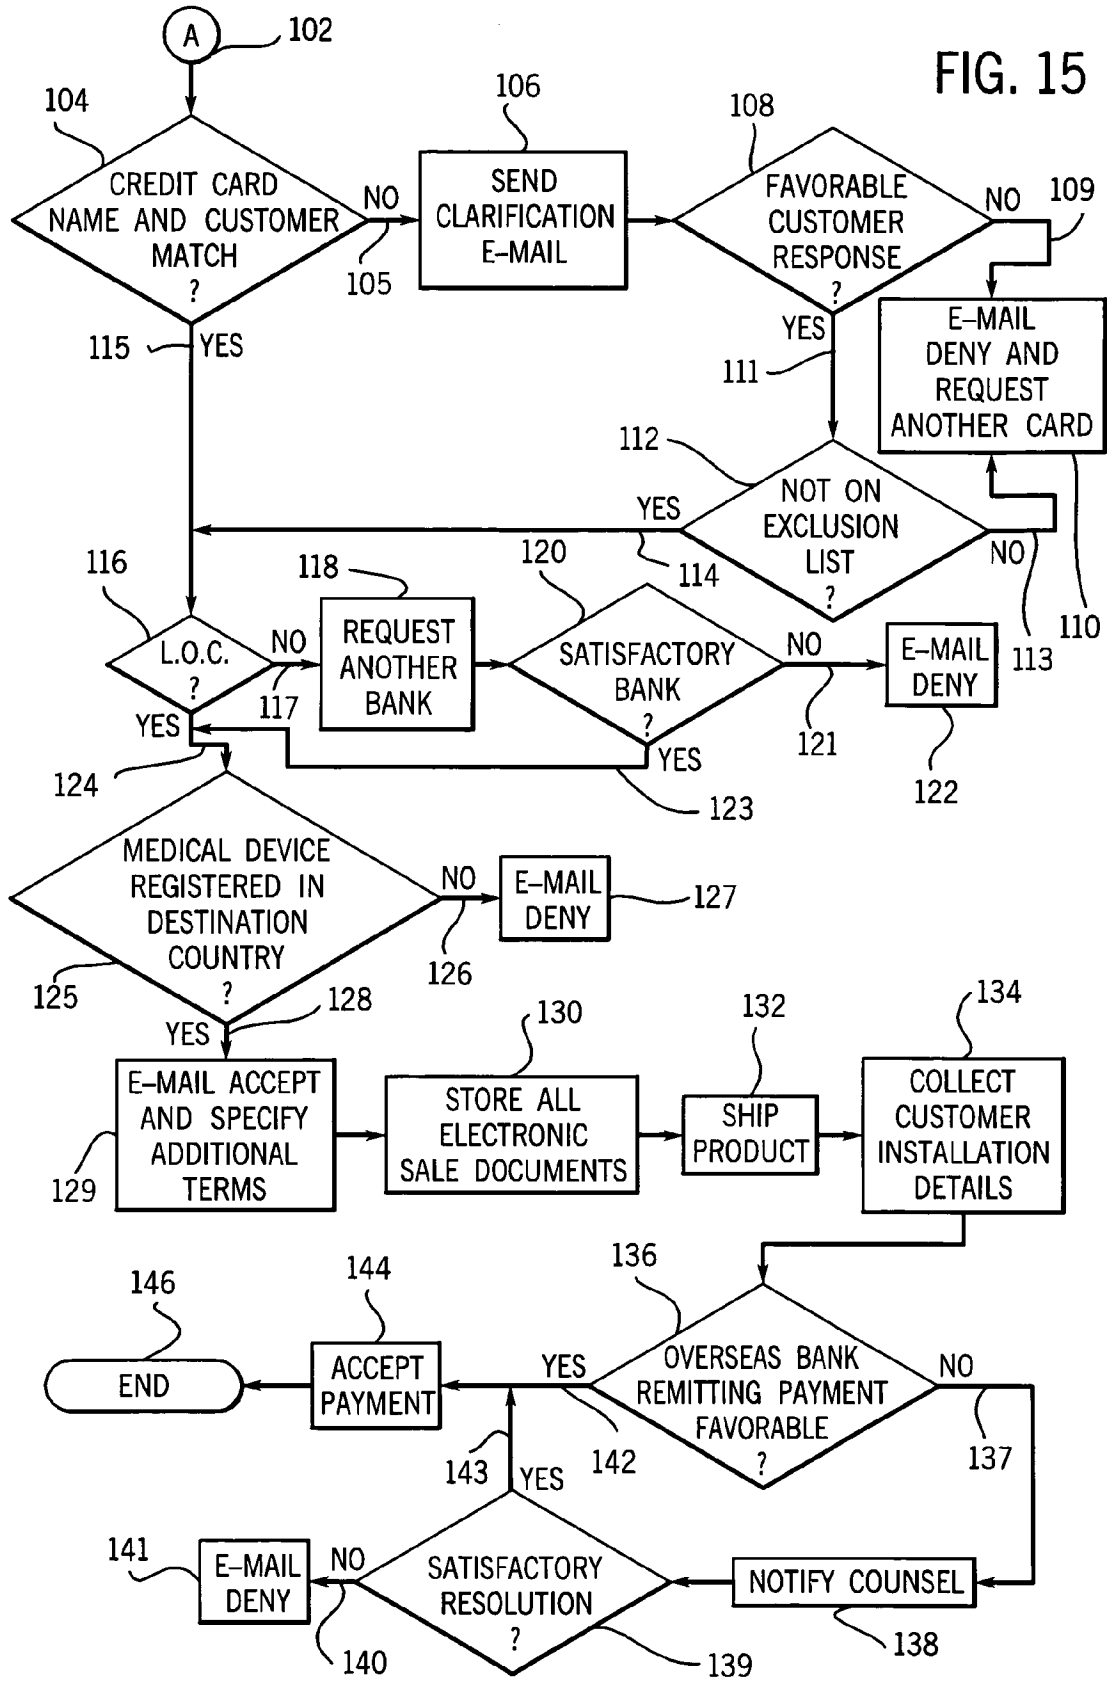 A
102
FIG. 15
104
CREDIT CARD
NAME AND CUSTOMER
MATCH
?
NO
105
106
SEND
CLARIFICATION
E-MAIL
108
FAVORABLE
CUSTOMER
RESPONSE
?
NO
109
E-MAIL
DENY AND
REQUEST
ANOTHER CARD
110
115
YES
YES
111
112
NOT ON
EXCLUSION
LIST
?
YES
114
NO
113
116
L.O.C.
?
NO
117
118
REQUEST
ANOTHER
BANK
120
SATISFACTORY
BANK
?
NO
121
E-MAIL
DENY
122
YES
124
YES
123
MEDICAL DEVICE
REGISTERED IN
DESTINATION
COUNTRY
?
125
NO
126
E-MAIL
DENY
127
YES
128
E-MAIL ACCEPT
AND SPECIFY
ADDITIONAL
TERMS
129
130
STORE ALL
ELECTRONIC
SALE DOCUMENTS
132
SHIP
PRODUCT
134
COLLECT
CUSTOMER
INSTALLATION
DETAILS
136
OVERSEAS BANK
REMITTING PAYMENT
FAVORABLE
?
NO
137
YES
142
144
ACCEPT
PAYMENT
146
END
143
YES
SATISFACTORY
RESOLUTION
?
139
NOTIFY COUNSEL
138
NO
140
141
E-MAIL
DENY